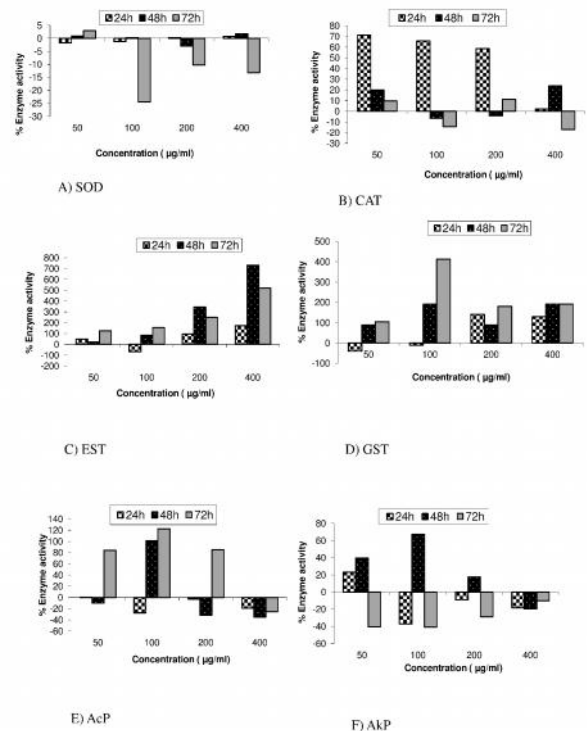 24h 48h 72h
% Enzyme activity
5
0
-5
-10
-15
-20
-25
-30
50 100 200 400
Concentration ( µg/ml)
A) SOD
24h 48h 72h
% Enzyme activity
80
70
60
50
40
30
20
10
0
-10
-20
-30
50 100 200 400
Concentration ( µg/ml)
B) CAT
24h 48h 72h
% Enzyme activity
800
700
600
500
400
300
200
100
0
-100
-200
50 100 200 400
Concentration ( µg/ml)
C) EST
24h 48h 72h
% Enzyme activity
500
400
300
200
100
0
-100
50 100 200 400
Concentration ( µg/ml)
D) GST
24h 48h 72h
% Enzyme activity
140
120
100
80
60
40
20
0
-20
-40
-60
50 100 200 400
Concentration ( µg/ml)
E) AcP
24h 48h 72h
% Enzyme activity
80
60
40
20
0
-20
-40
-60
50 100 200 400
Concentration ( µg/ml)
F) AkP